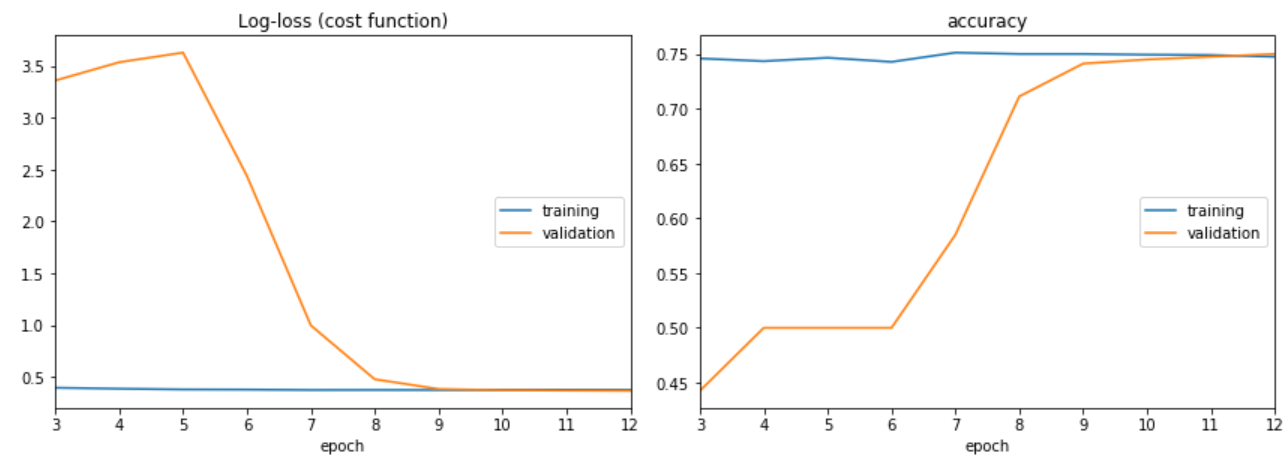 Log-loss (cost function)
3.5
3.0
2.5
2.0
1.5
1.0
0.5
training
validation
3 4 5 6 7 8 9 10 11 12
epoch
accuracy
0.75
0.70
0.65
0.60
0.55
0.50
0.45
training
validation
3 4 5 6 7 8 9 10 11 12
epoch